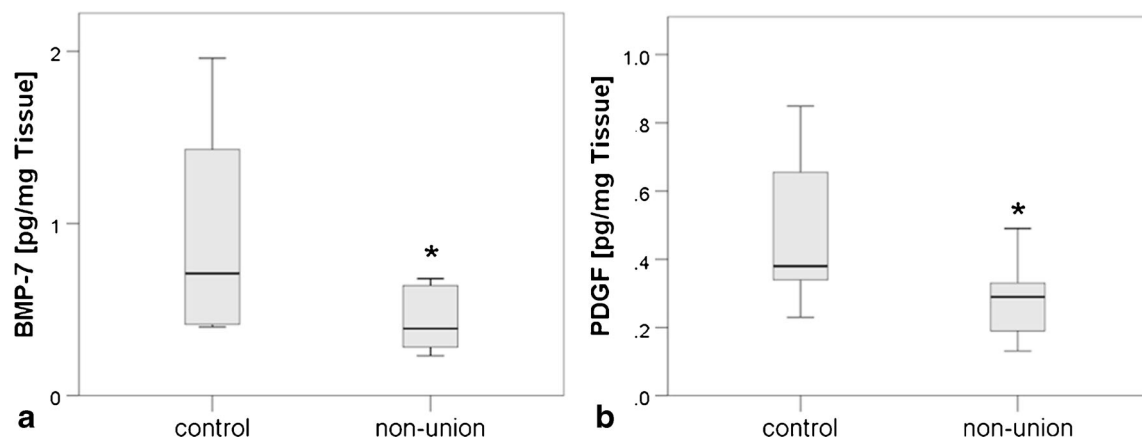 BMP-7 [pg/mg Tissue]
2
1
0
*
control
non-union
a
PDGF [pg/mg Tissue]
1.0
.8
.6
.4
.2
.0
*
control
non-union
b